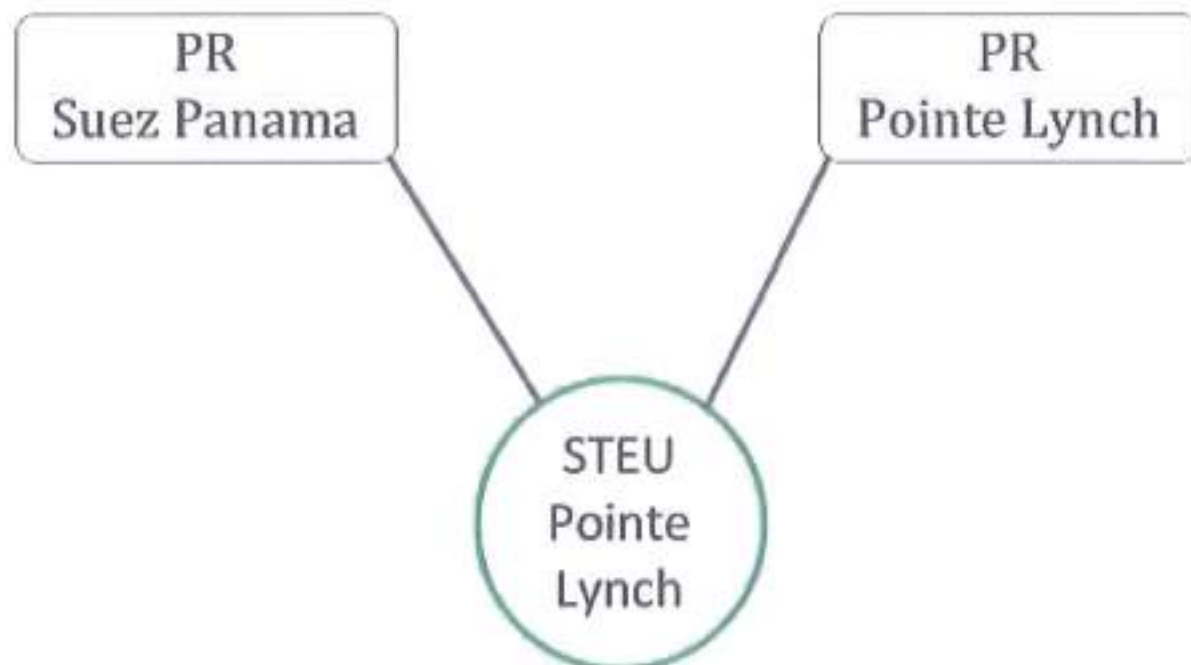 PR
Suez Panama
PR
Pointe Lynch
STEU
Pointe
Lynch